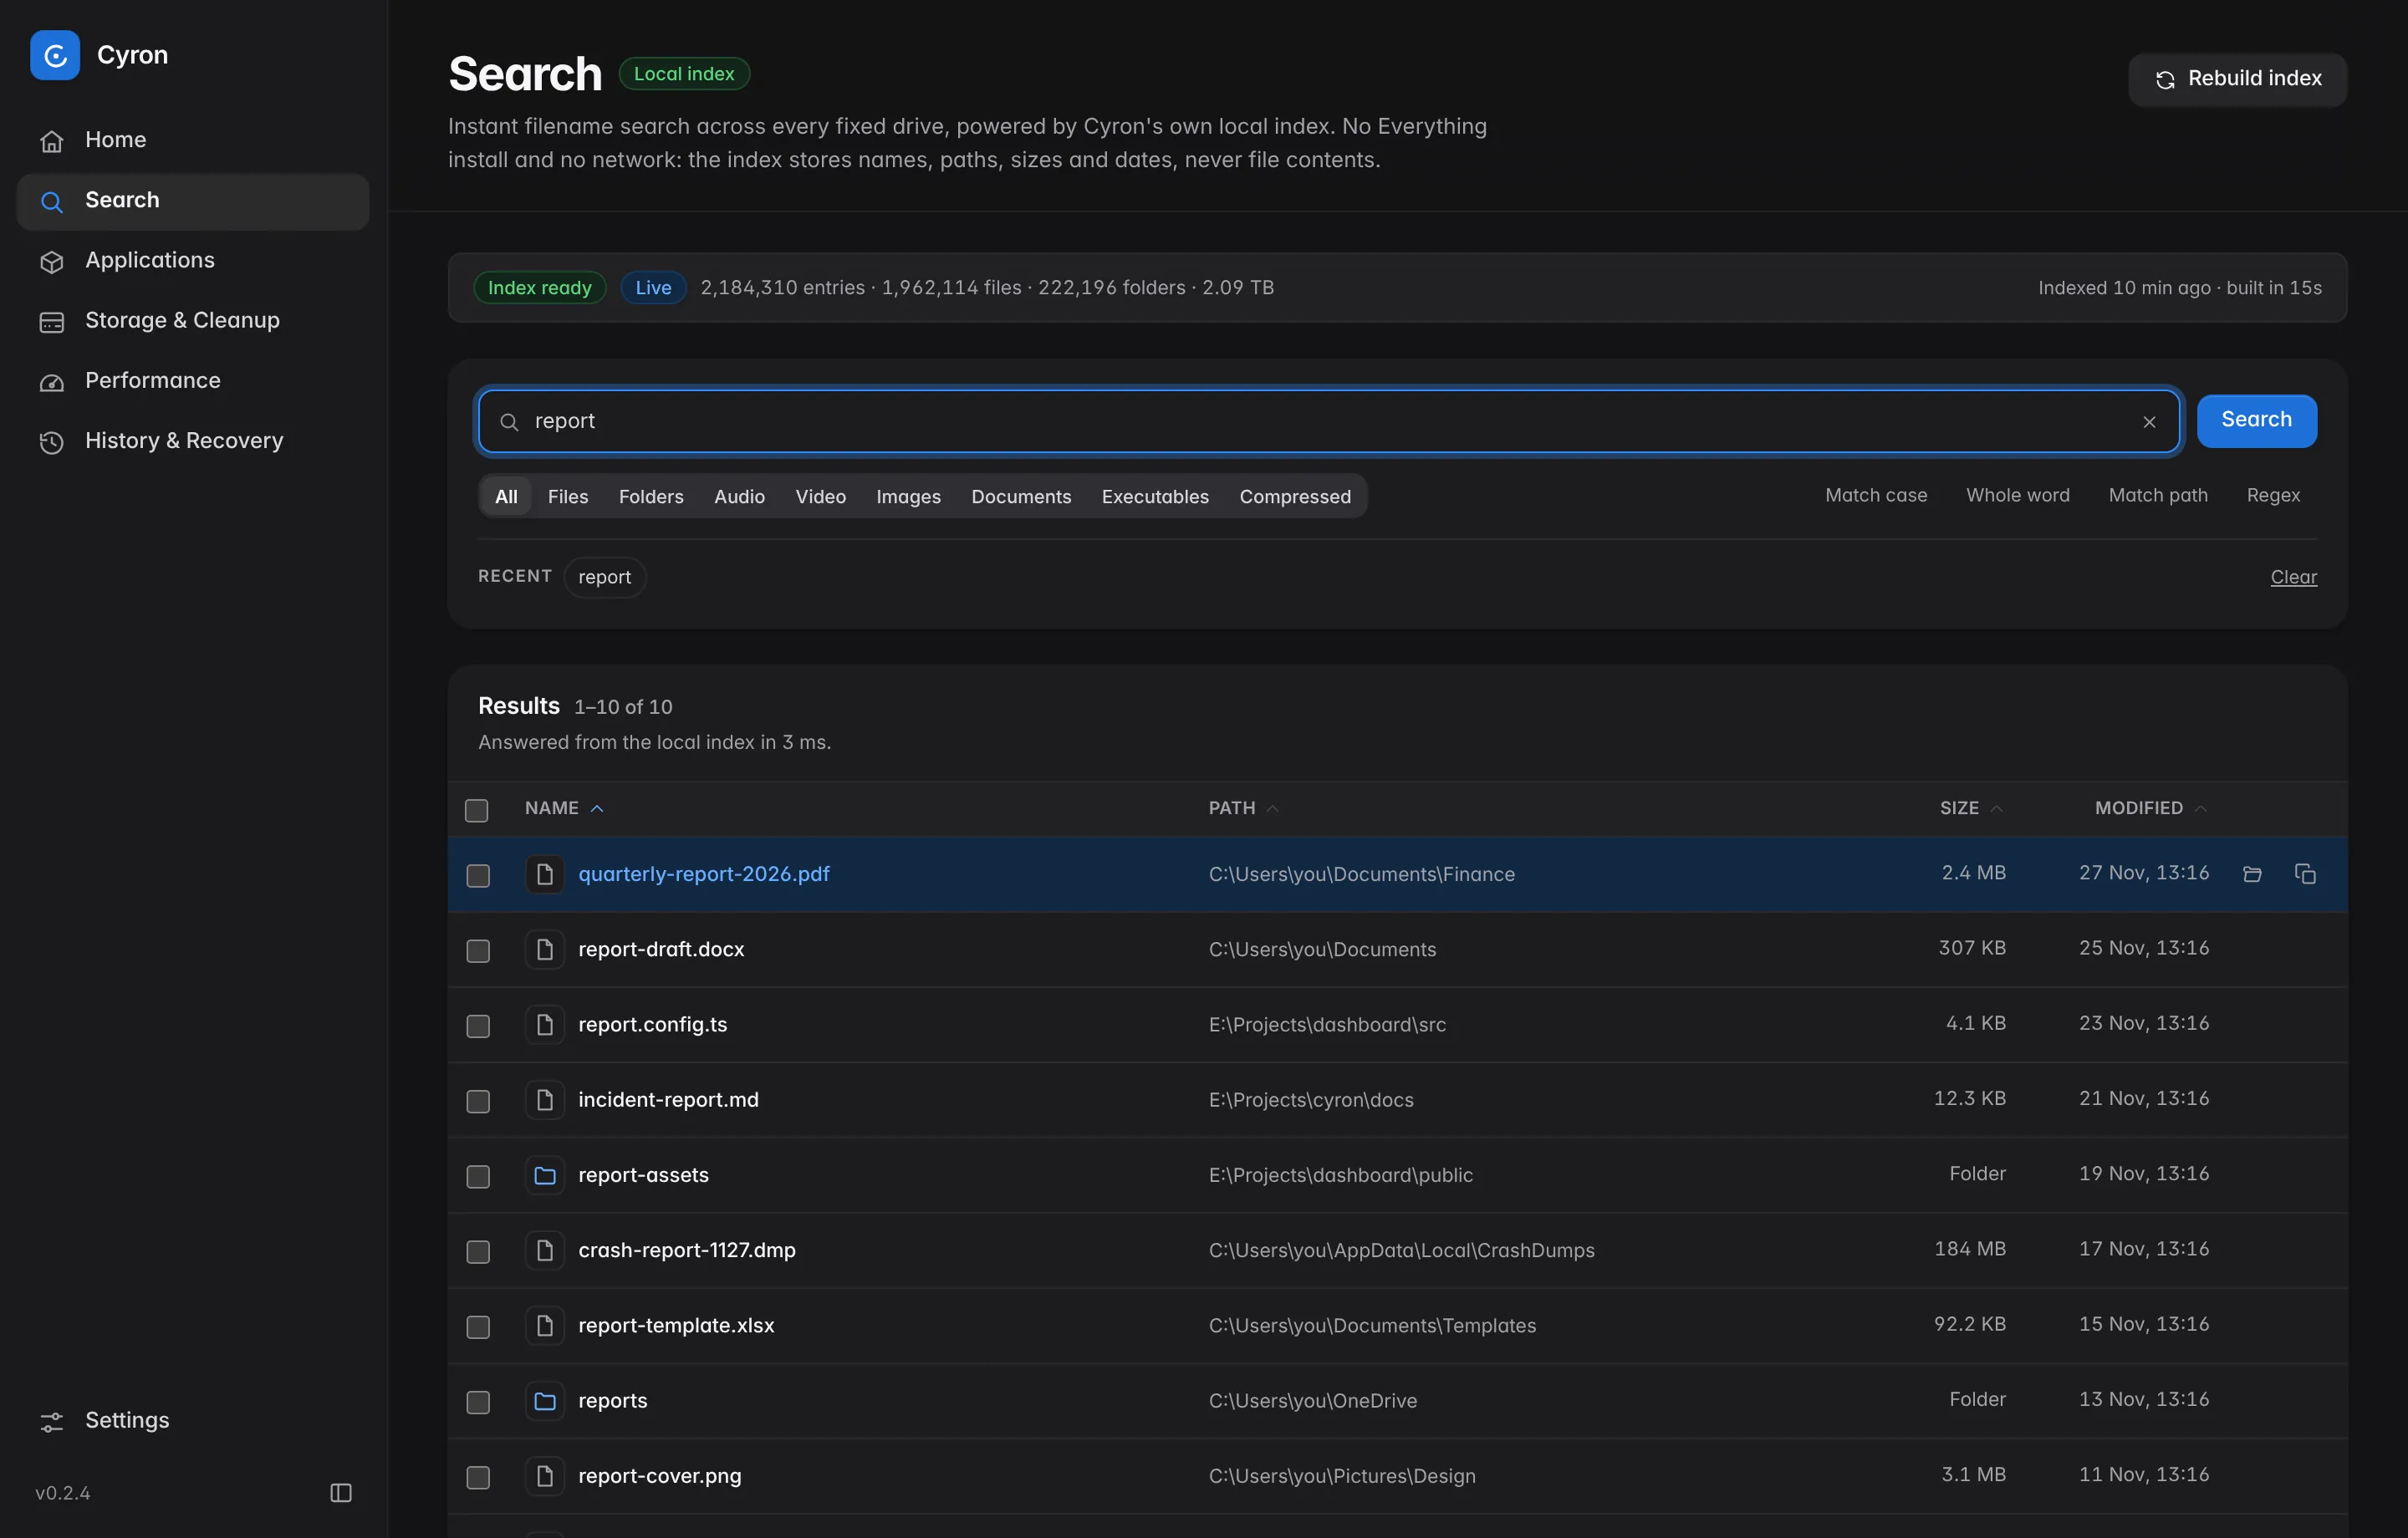 Cyron
Home
Search
Applications
Storage & Cleanup
Performance
History & Recovery
Settings
v0.2.4
Search Local index
Rebuild index
Instant filename search across every fixed drive, powered by Cyron's own local index. No Everything
install and no network: the index stores names, paths, sizes and dates, never file contents.
Index ready Live 2,184,310 entries · 1,962,114 files · 222,196 folders · 2.09 TB Indexed 10 min ago · built in 15s
report Search
All Files Folders Audio Video Images Documents Executables Compressed Match case Whole word Match path Regex
RECENT report Clear
Results 1–10 of 10
Answered from the local index in 3 ms.
NAME PATH SIZE MODIFIED
quarterly-report-2026.pdf C:\Users\you\Documents\Finance 2.4 MB 27 Nov, 13:16
report-draft.docx C:\Users\you\Documents 307 KB 25 Nov, 13:16
report.config.ts E:\Projects\dashboard\src 4.1 KB 23 Nov, 13:16
incident-report.md E:\Projects\cyron\docs 12.3 KB 21 Nov, 13:16
report-assets E:\Projects\dashboard\public Folder 19 Nov, 13:16
crash-report-1127.dmp C:\Users\you\AppData\Local\CrashDumps 184 MB 17 Nov, 13:16
report-template.xlsx C:\Users\you\Documents\Templates 92.2 KB 15 Nov, 13:16
reports C:\Users\you\OneDrive Folder 13 Nov, 13:16
report-cover.png C:\Users\you\Pictures\Design 3.1 MB 11 Nov, 13:16